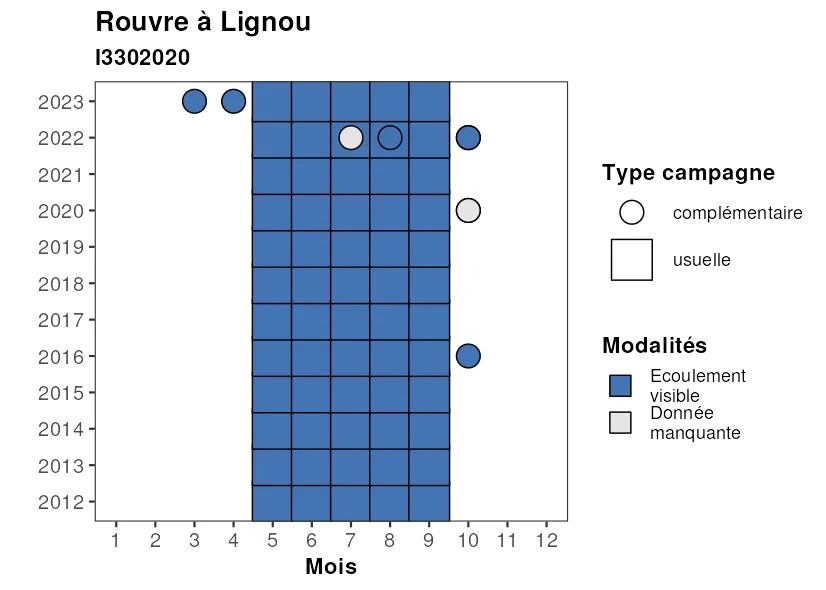 Rouvre à Lignou
I3302020
2023
2022
2021
2020
2019
2018
2017
2016
2015
2014
2013
2012
1 2 3 4 5 6 7 8 9 10 11 12
Mois
Type campagne
complémentaire
usuelle
Modalités
Ecoulement
visible
Donnée
manquante